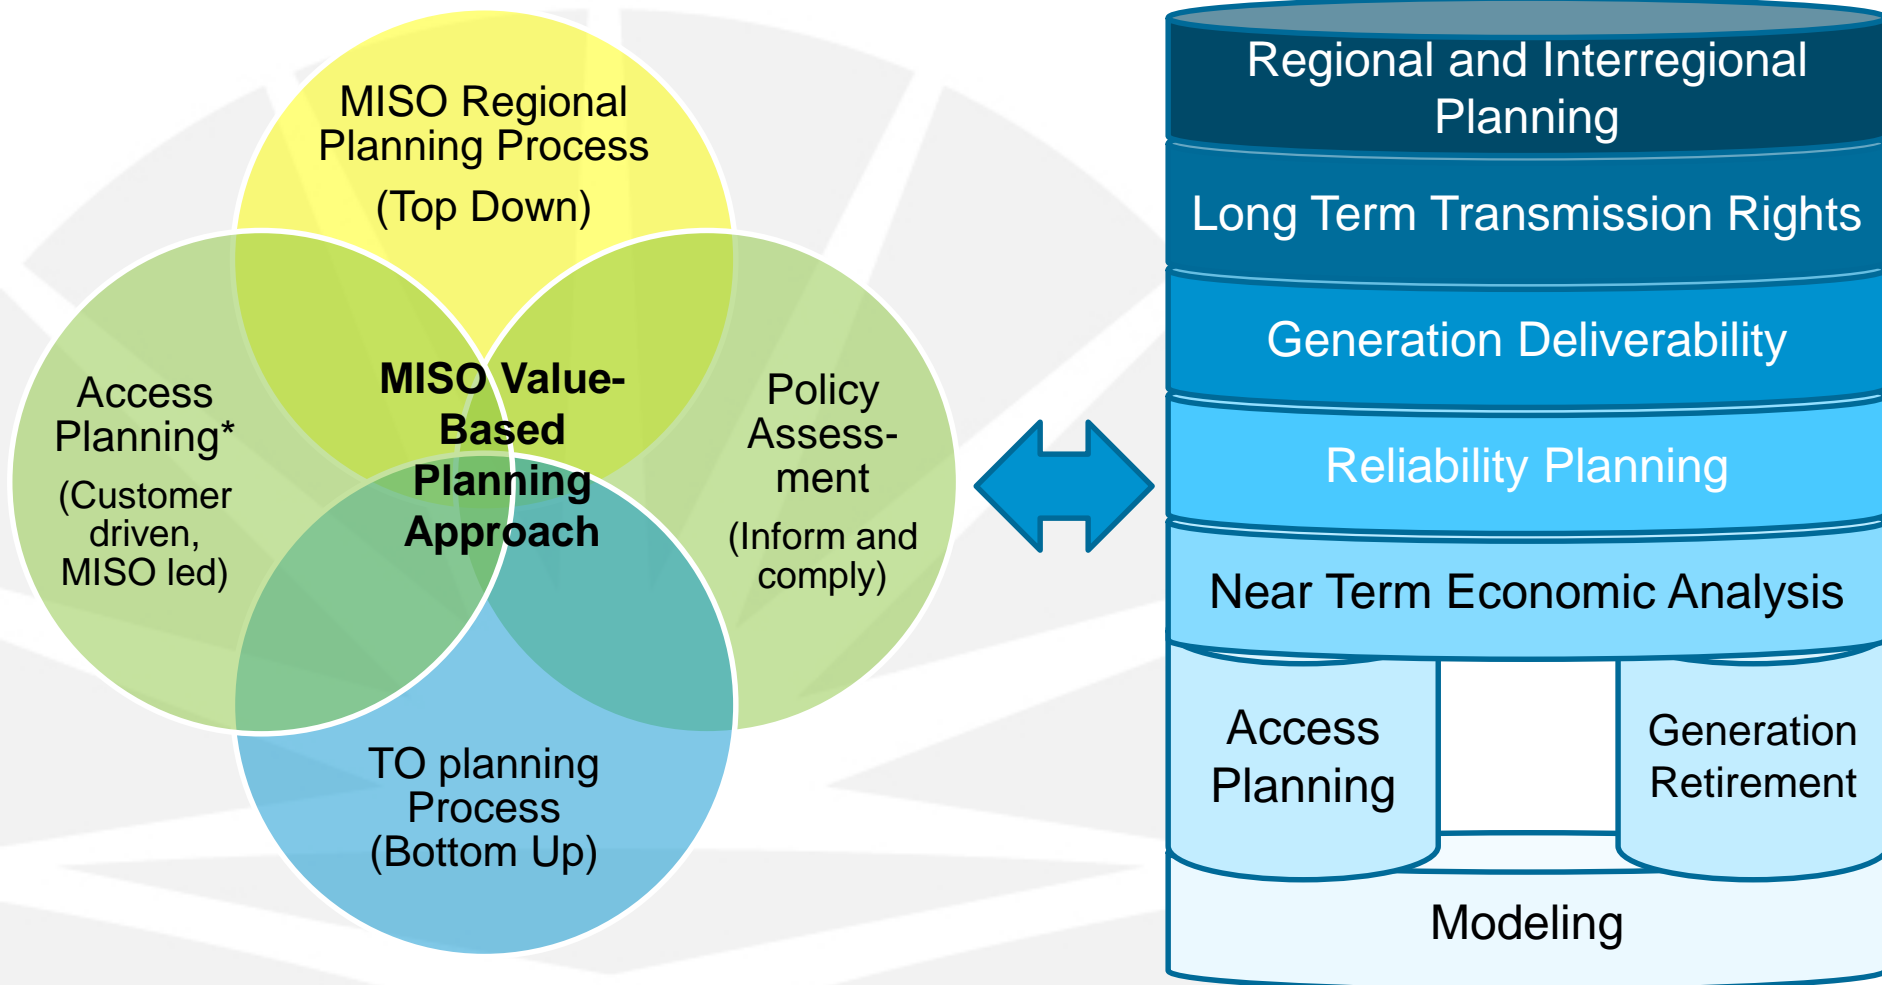 MISO Regional
Planning Process
(Top Down)
Access
Planning*
(Customer
driven,
MISO led)
MISO Value-
Based
Planning
Approach
Policy
Assess-
ment
(Inform and
comply)
TO planning
Process
(Bottom Up)
Regional and Interregional
Planning
Long Term Transmission Rights
Generation Deliverability
Reliability Planning
Near Term Economic Analysis
Access
Planning
Generation
Retirement
Modeling